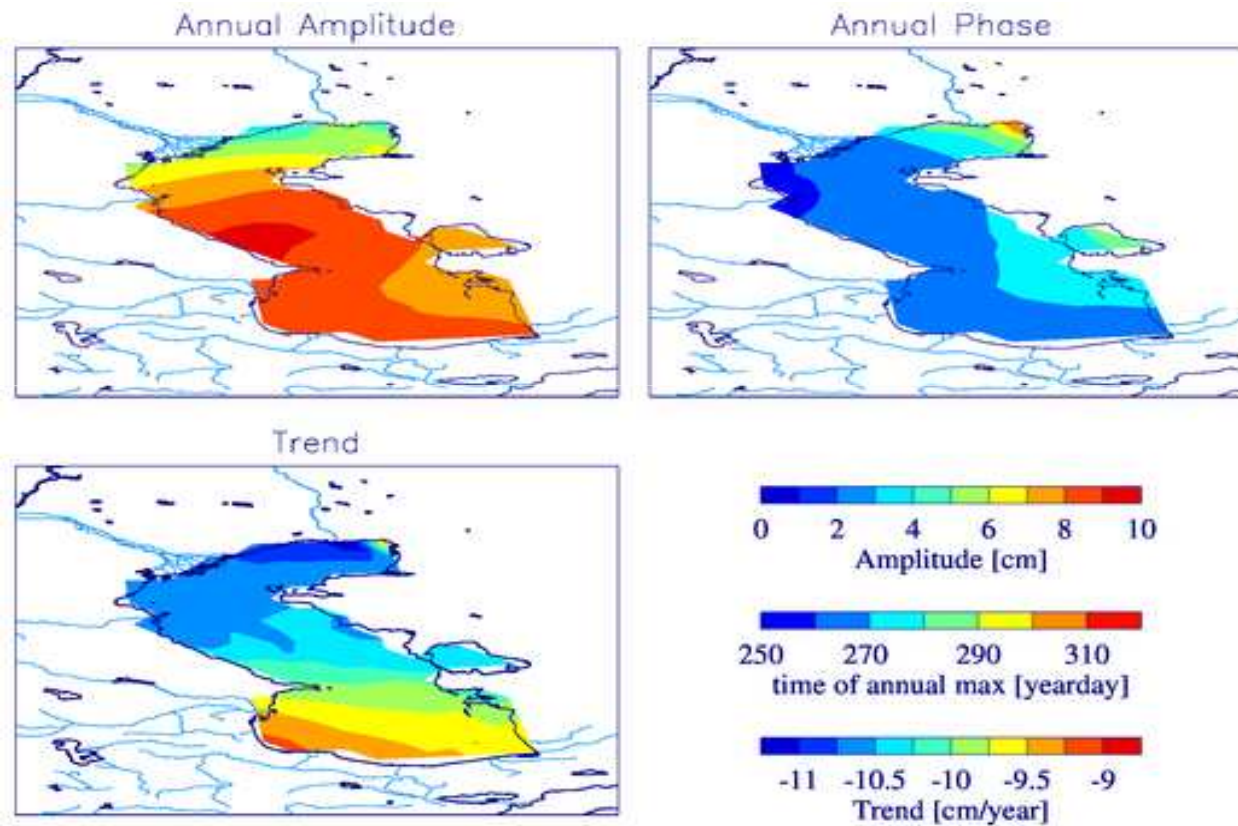 Annual Amplitude
Annual Phase
Trend
0 2 4 6 8 10
Amplitude [cm]
250 270 290 310
time of annual max [yearday]
-11 -10.5 -10 -9.5 -9
Trend [cm/year]